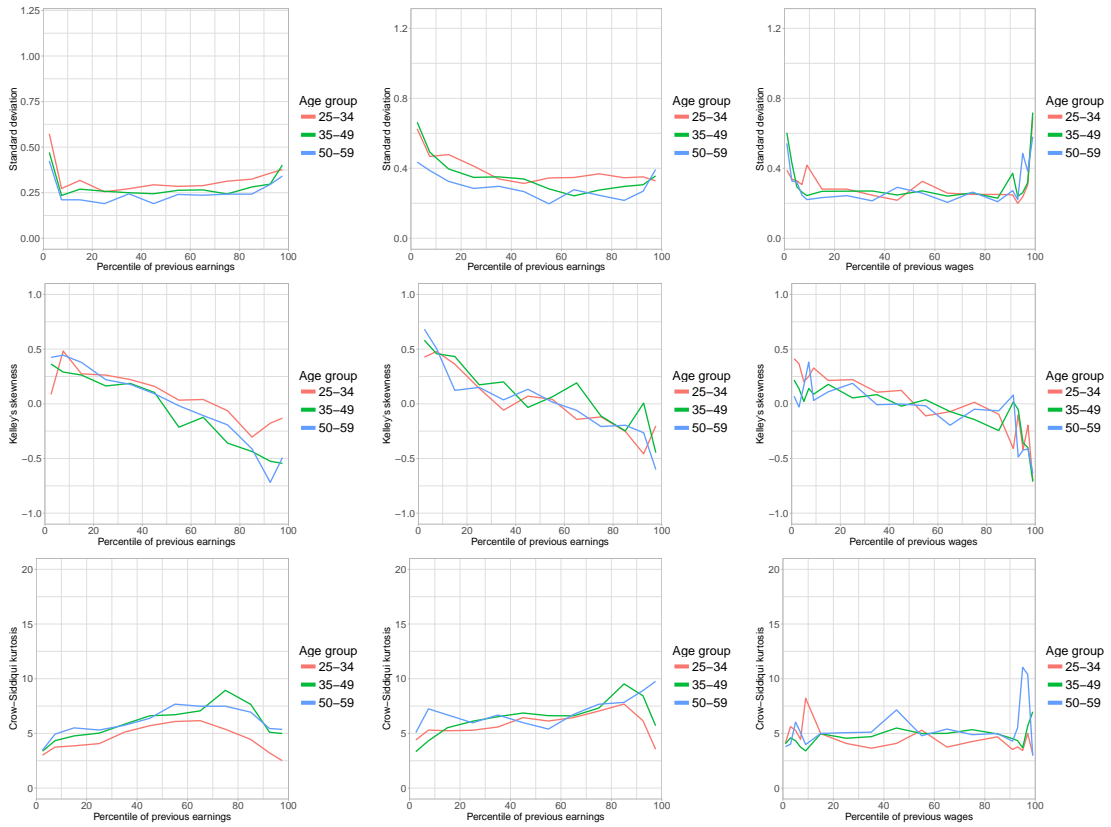 Standard deviation
1.25
1.00
0.75
0.50
0.25
0.00
0 20 40 60 80 100
Percentile of previous earnings
Age group
25−34
35−49
50−59
Standard deviation
1.2
0.8
0.4
0.0
0 20 40 60 80 100
Percentile of previous earnings
Age group
25−34
35−49
50−59
Standard deviation
1.2
0.8
0.4
0.0
0 20 40 60 80 100
Percentile of previous wages
Age group
25−34
35−49
50−59
Kelley's skewness
1.0
0.5
0.0
−0.5
−1.0
0 20 40 60 80 100
Percentile of previous earnings
Age group
25−34
35−49
50−59
Kelley's skewness
1.0
0.5
0.0
−0.5
−1.0
0 20 40 60 80 100
Percentile of previous earnings
Age group
25−34
35−49
50−59
Kelley's skewness
1.0
0.5
0.0
−0.5
−1.0
0 20 40 60 80 100
Percentile of previous wages
Age group
25−34
35−49
50−59
Crow−Siddiqui kurtosis
20
15
10
5
0
0 20 40 60 80 100
Percentile of previous earnings
Age group
25−34
35−49
50−59
Crow−Siddqui kurtosis
20
15
10
5
0
0 20 40 60 80 100
Percentile of previous earnings
Age group
25−34
35−49
50−59
Crow−Siddqui kurtosis
20
15
10
5
0
0 20 40 60 80 100
Percentile of previous wages
Age group
25−34
35−49
50−59